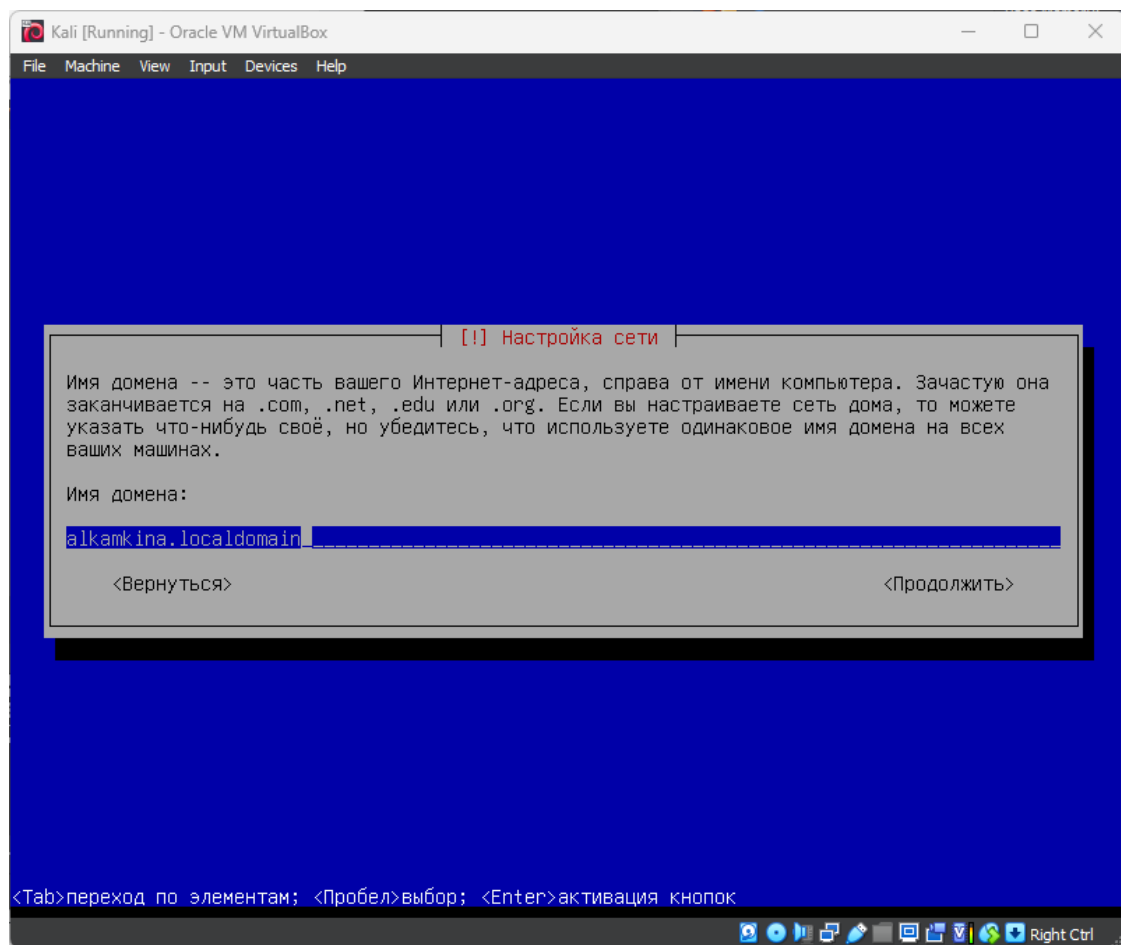 Kali [Running] - Oracle VM VirtualBox
File Machine View Input Devices Help
[!] Настройка сети
Имя домена -- это часть вашего Интернет-адреса, справа от имени компьютера. Зачастую она
заканчивается на .com, .net, .edu или .org. Если вы настраиваете сеть дома, то можете
указать что-нибудь своё, но убедитесь, что используете одинаковое имя домена на всех
ваших машинах.
Имя домена:
alkamkina.localdomain
<Вернуться> <Продолжить>
<Tab>переход по элементам; <Пробел>выбор; <Enter>активация кнопок
Right Ctrl